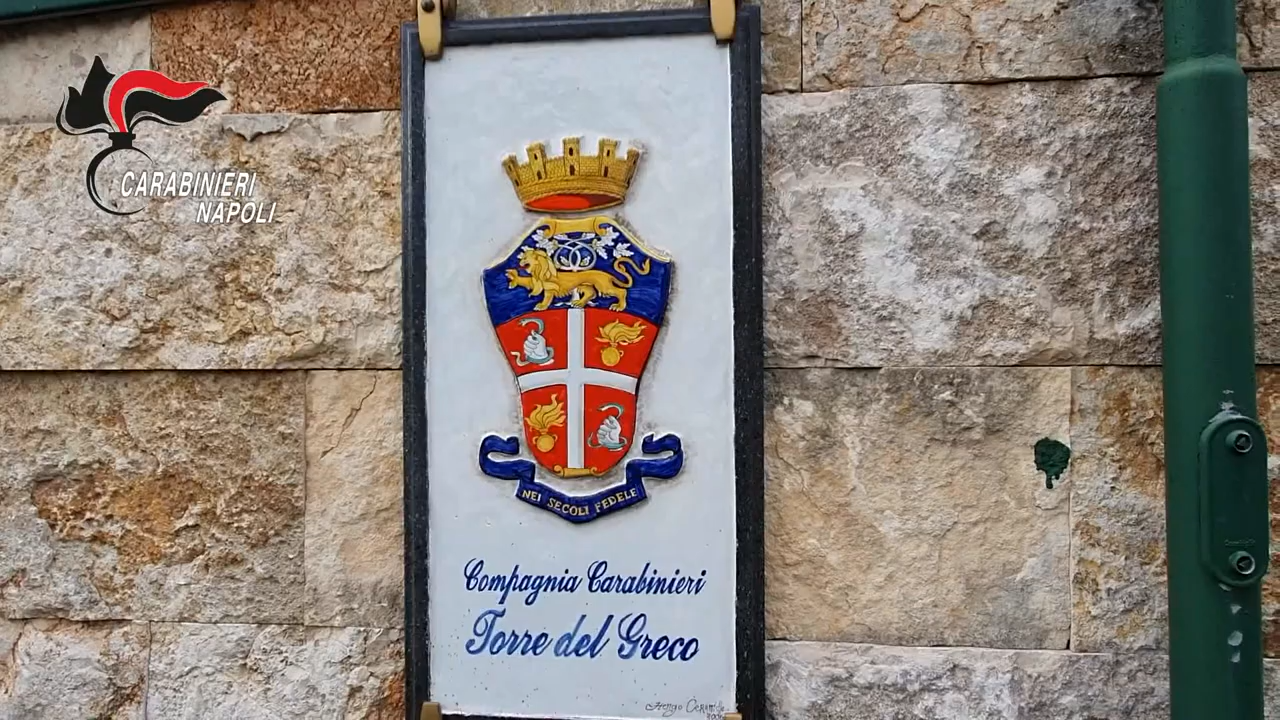 CARABINIERI
NAPOLI
NEI SECOLI FEDELE
Compagnia Carabinieri
Torre del Greco